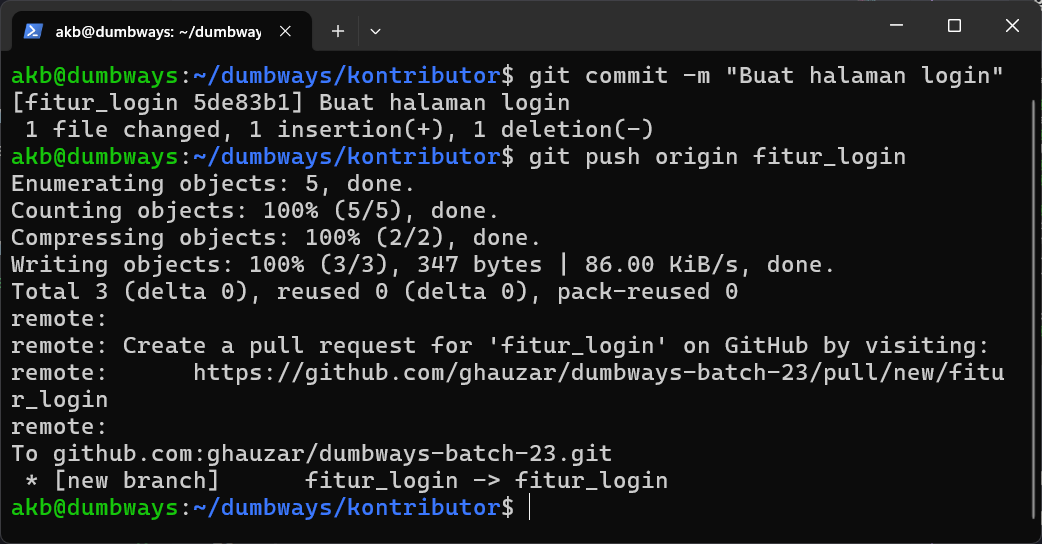 akb@dumbways: ~/dumbway
akb@dumbways:~/dumbways/kontributor$ git commit -m "Buat halaman login"
[fitur_login 5de83b1] Buat halaman login
 1 file changed, 1 insertion(+), 1 deletion(-)
akb@dumbways:~/dumbways/kontributor$ git push origin fitur_login
Enumerating objects: 5, done.
Counting objects: 100% (5/5), done.
Compressing objects: 100% (2/2), done.
Writing objects: 100% (3/3), 347 bytes | 86.00 KiB/s, done.
Total 3 (delta 0), reused 0 (delta 0), pack-reused 0
remote:
remote: Create a pull request for 'fitur_login' on GitHub by visiting:
remote:      https://github.com/ghauzar/dumbways-batch-23/pull/new/fitu
r_login
remote:
To github.com:ghauzar/dumbways-batch-23.git
 * [new branch]      fitur_login -> fitur_login
akb@dumbways:~/dumbways/kontributor$